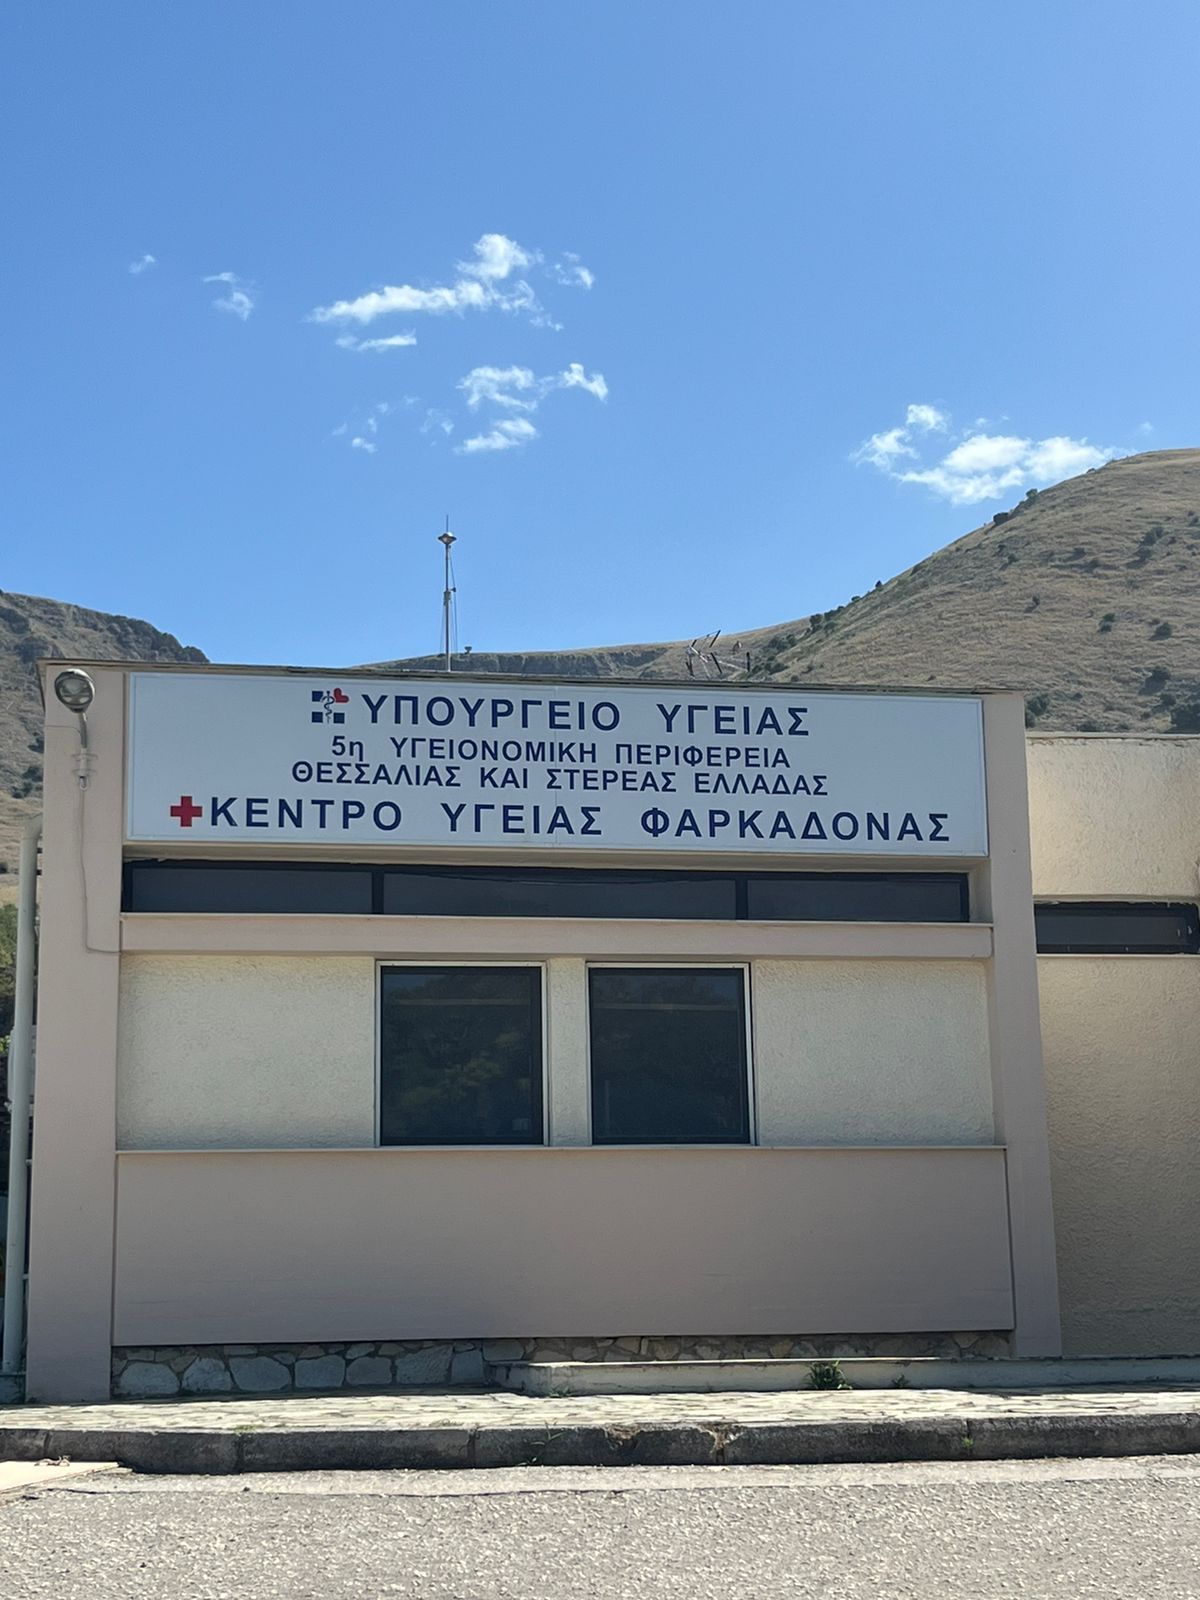 ΥΠΟΥΡΓΕΙΟ ΥΓΕΙΑΣ
5η ΥΓΕΙΟΝΟΜΙΚΗ ΠΕΡΙΦΕΡΕΙΑ
ΘΕΣΣΑΛΙΑΣ ΚΑΙ ΣΤΕΡΕΑΣ ΕΛΛΑΔΑΣ
ΚΕΝΤΡΟ ΥΓΕΙΑΣ ΦΑΡΚΑΔΟΝΑΣ